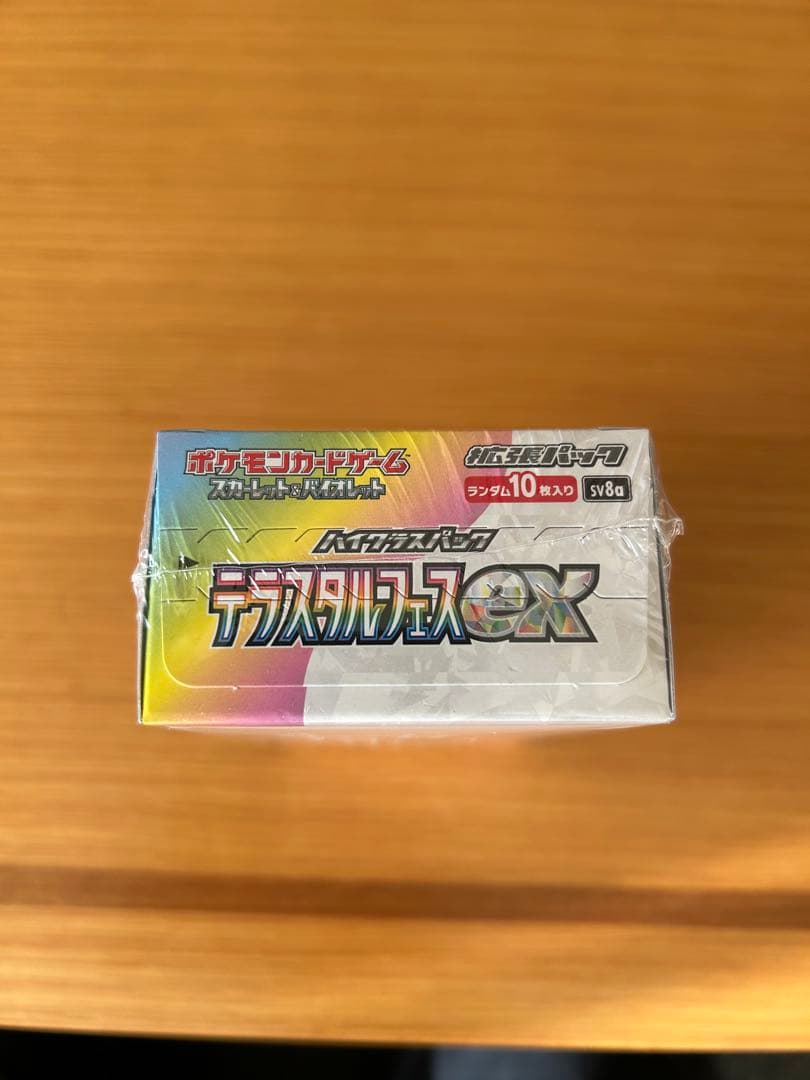 ポケモンカードゲーム
スカーレット&バイオレット
拡張パック
ランダム10枚入り SV8a
ハイクラスパック
テラスタルフェスex